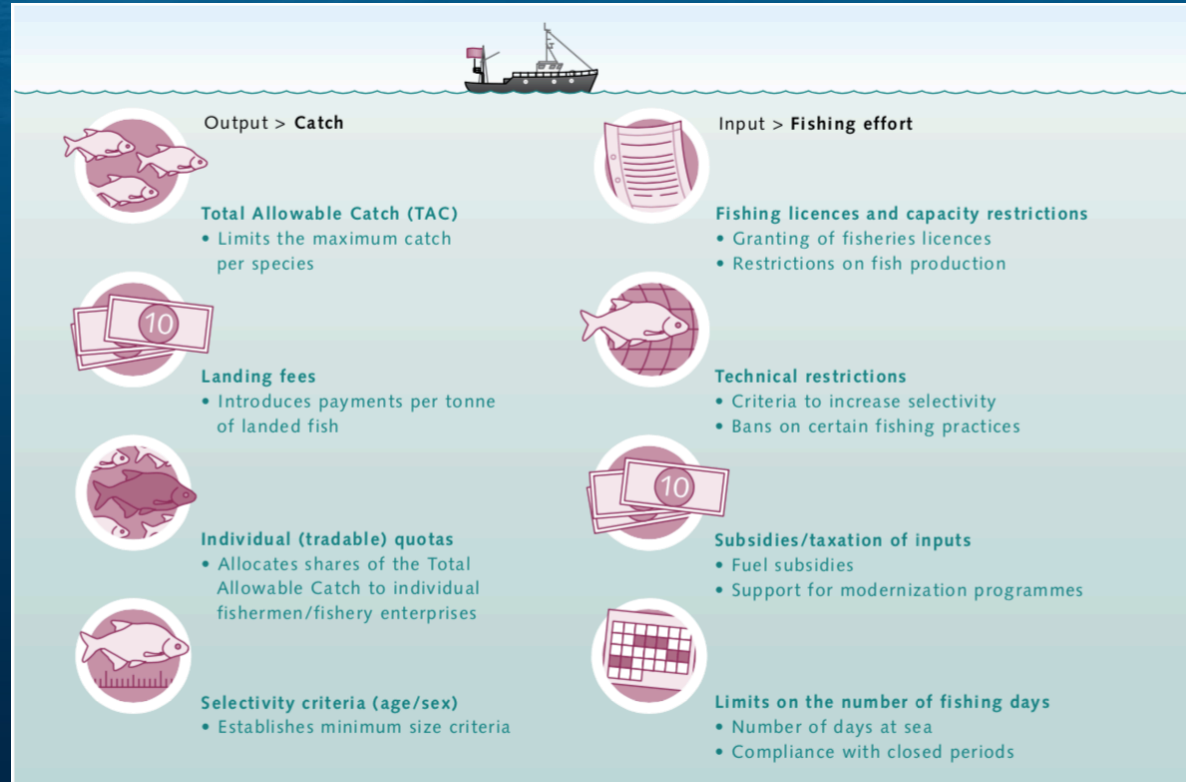 Output > Catch
Total Allowable Catch (TAC)
• Limits the maximum catch
per species
10
Landing fees
• Introduces payments per tonne
of landed fish
Individual (tradable) quotas
• Allocates shares of the Total
Allowable Catch to individual
fishermen/fishery enterprises
Selectivity criteria (age/sex)
• Establishes minimum size criteria
Input > Fishing effort
Fishing licences and capacity restrictions
• Granting of fisheries licences
• Restrictions on fish production
Technical restrictions
• Criteria to increase selectivity
• Bans on certain fishing practices
10
Subsidies/taxation of inputs
• Fuel subsidies
• Support for modernization programmes
Limits on the number of fishing days
• Number of days at sea
• Compliance with closed periods